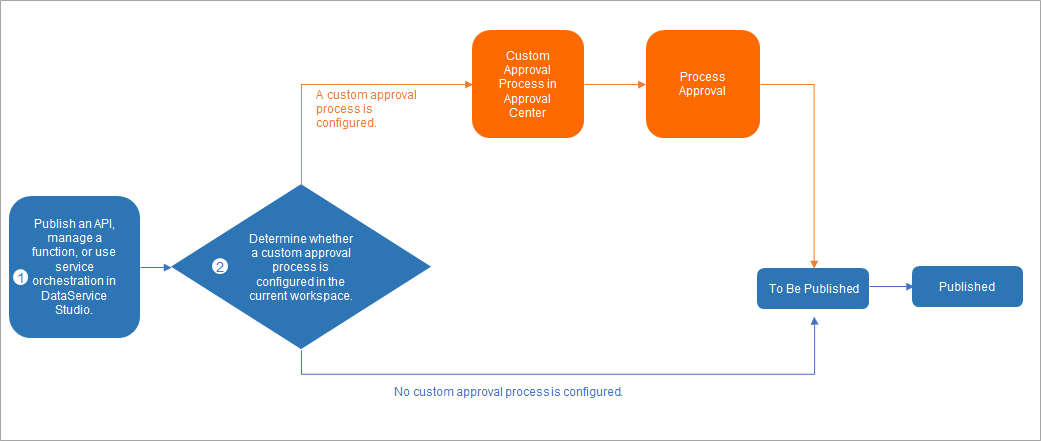 Custom
Approval
Process in
Approval
Center
Process
Approval
A custom approval
process is
configured.
Publish an API,
manage a
function, or use
service
1 orchestration in
DataService
Studio.
Determine whether
a custom approval
2 process is
configured in the
current workspace.
To Be Published
Published
No custom approval process is configured.